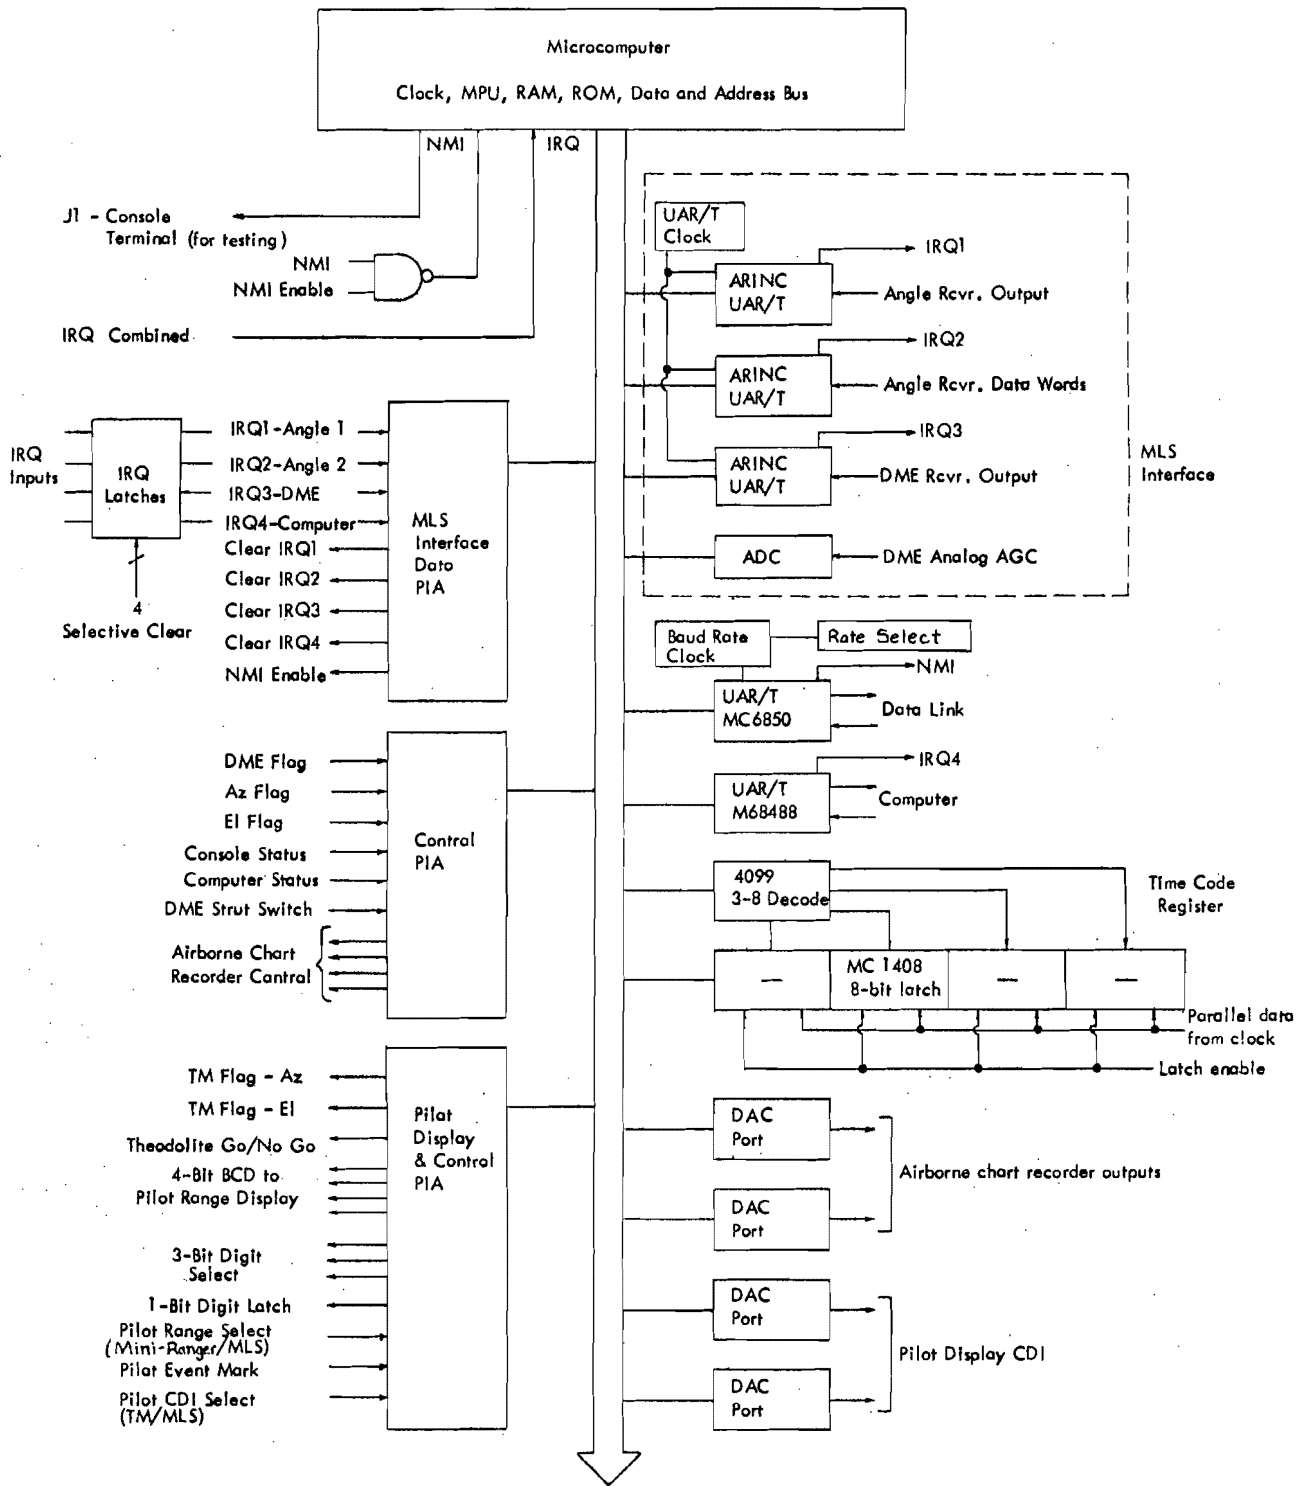 Microcomputer
Clock, MPU, RAM, ROM, Data and Address Bus
NMI
IRQ
J1 - Console
Terminal (for testing)
NMI
NMI Enable
IRQ Combined
UAR/T
Clock
IRQ1
ARINC
UAR/T
Angle Rcvr. Output
IRQ2
ARINC
UAR/T
Angle Rcvr. Data Words
IRQ3
ARINC
UAR/T
DME Rcvr. Output
ADC
DME Analog AGC
MLS
Interface
IRQ
Inputs
IRQ
Latches
4
Selective Clear
IRQ1-Angle 1
IRQ2-Angle 2
IRQ3-DME
IRQ4-Computer
Clear IRQ1
Clear IRQ2
Clear IRQ3
Clear IRQ4
NMI Enable
MLS
Interface
Data
PIA
Baud Rate
Clock
Rate Select
NMI
UAR/T
MC6850
Data Link
IRQ4
UAR/T
M68488
Computer
DME Flag
Az Flag
El Flag
Console Status
Computer Status
DME Strut Switch
Airborne Chart
Recorder Cantral
Cantral
PIA
4099
3-8 Decode
Time Code
Register
—
MC 1408
8-bit latch
—
—
Parallel data
from clock
Latch enable
TM Flag - Az
TM Flag - El
Theodolite Go/No Go
4-Bit BCD to
Pilot Range Display
3-Bit Digit
Select
1-Bit Digit Latch
Pilot Range Select
(Mini-Ranger/MLS)
Pilot Event Mark
Pilot CDI Select
(TM/MLS)
Pilat
Display
& Cantral
PIA
DAC
Port
DAC
Port
Airborne chart recorder outputs
DAC
Port
DAC
Port
Pilot Display CDI